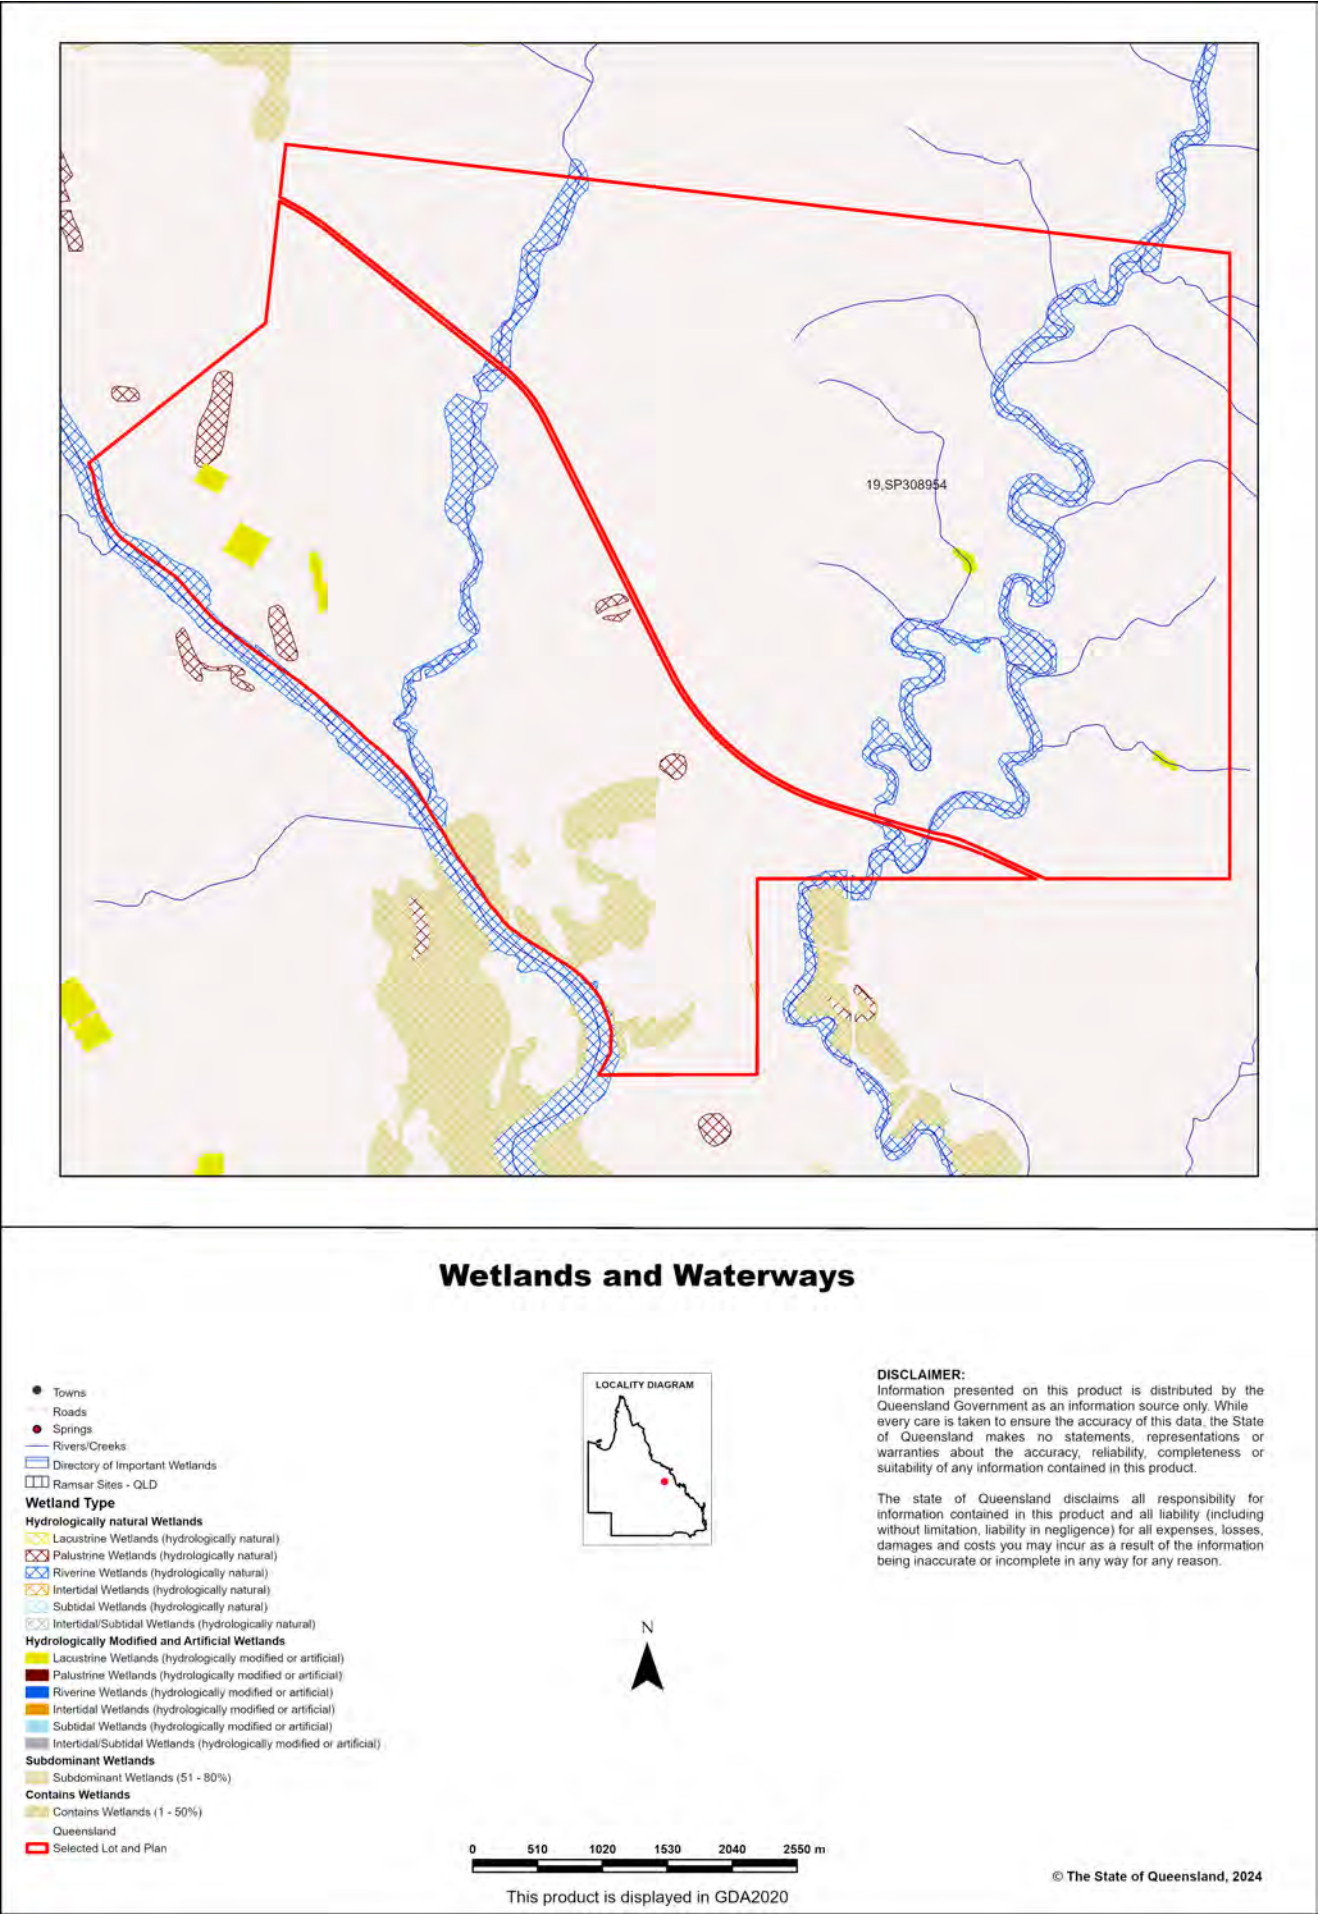 19,SP308954
Wetlands and Waterways
Towns
Roads
Springs
Rivers/Creeks
Directory of Important Wetlands
Ramsar Sites - QLD
Wetland Type
Hydrologically natural Wetlands
Lacustrine Wetlands (hydrologically natural)
Palustrine Wetlands (hydrologically natural)
Riverine Wetlands (hydrologically natural)
Intertidal Wetlands (hydrologically natural)
Subtidal Wetlands (hydrologically natural)
Intertidal/Subtidal Wetlands (hydrologically natural)
Hydrologically Modified and Artificial Wetlands
Lacustrine Wetlands (hydrologically modified or artificial)
Palustrine Wetlands (hydrologically modified or artificial)
Riverine Wetlands (hydrologically modified or artificial)
Intertidal Wetlands (hydrologically modified or artificial)
Subtidal Wetlands (hydrologically modified or artificial)
Intertidal/Subtidal Wetlands (hydrologically modified or artificial)
Subdominant Wetlands
Subdominant Wetlands (51 - 80%)
Contains Wetlands
Contains Wetlands (1 - 50%)
Queensland
Selected Lot and Plan
LOCALITY DIAGRAM
N
0 510 1020 1530 2040 2550 m
This product is displayed in GDA2020
DISCLAIMER:
Information presented on this product is distributed by the
Queensland Government as an information source only. While
every care is taken to ensure the accuracy of this data, the State
of Queensland makes no statements, representations or
warranties about the accuracy, reliability, completeness or
suitability of any information contained in this product.
The state of Queensland disclaims all responsibility for
information contained in this product and all liability (including
without limitation, liability in negligence) for all expenses, losses,
damages and costs you may incur as a result of the information
being inaccurate or incomplete in any way for any reason.
© The State of Queensland, 2024